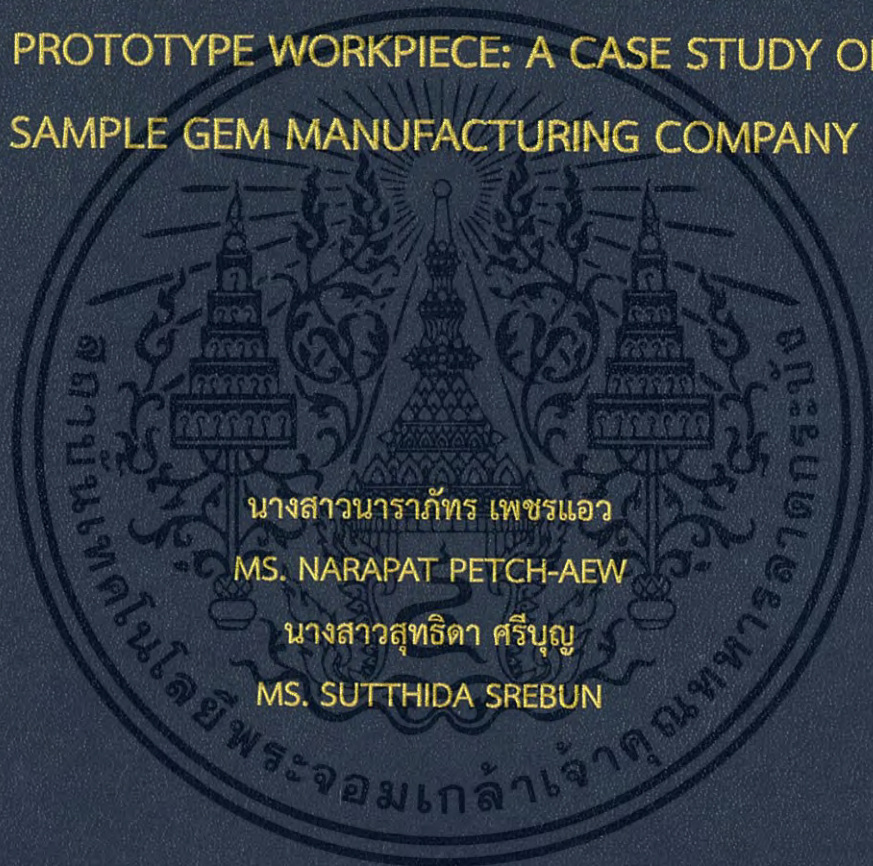 PROTOTYPE WORKPIECE: A CASE STUDY OF
SAMPLE GEM MANUFACTURING COMPANY
นางสาวนาราภัทร เพชรแอว
MS. NARAPAT PETCH-AEW
นางสาวสุทธิดา ศรีบุญ
MS. SUTTHIDA SREBUN
สถาบันเทคโนโลยีพระจอมเกล้าเจ้าคุณทหารลาดกระบัง